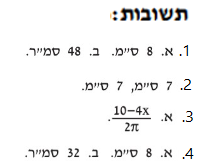 תשובות:
1. א. 8 ס״מ. ב. 48 סמ״ר.
2. 7 ס״מ, 7 ס״מ.
3. א. (10−4x)/2π.
4. א. 8 ס״מ. ב. 32 סמ״ר.